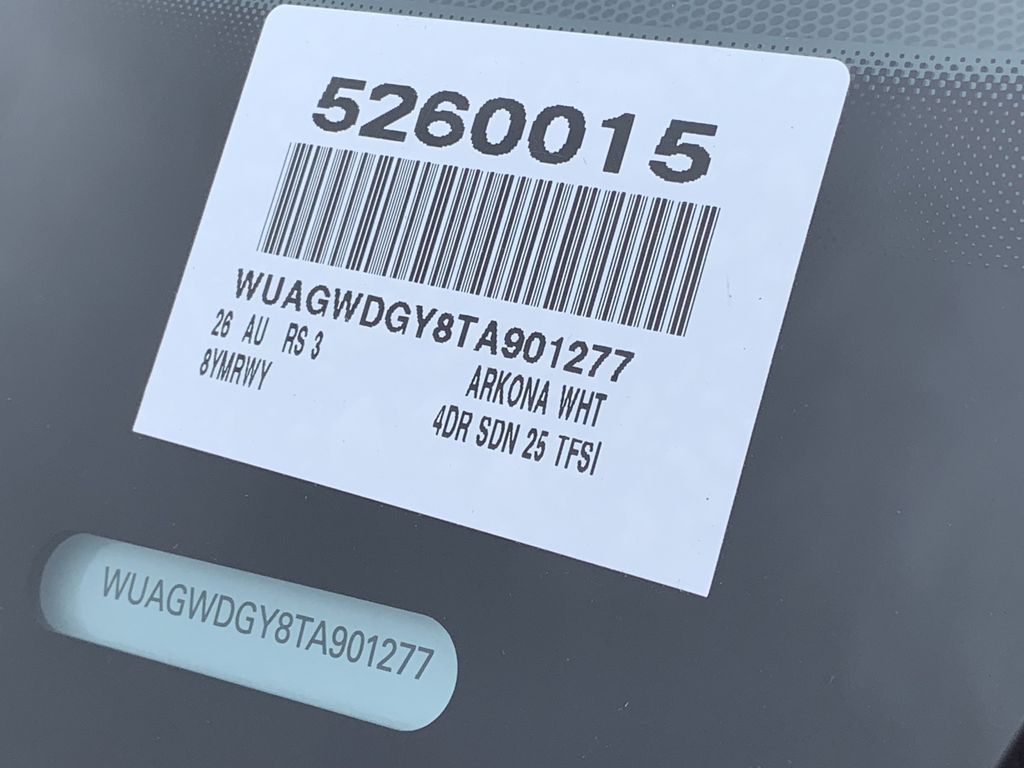 5260015
WUAGWDGY8TA901277
26 AU RS 3 ARKONA WHT
8YMRWY 4DR SDN 25 TFSI
WUAGWDGY8TA901277